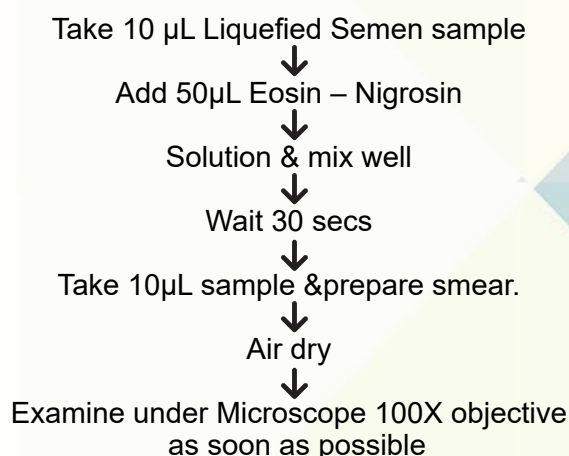 Take 10 µL Liquefied Semen sample
Add 50µL Eosin – Nigrosin
Solution & mix well
Wait 30 secs
Take 10µL sample &prepare smear.
Air dry
Examine under Microscope 100X objective
as soon as possible